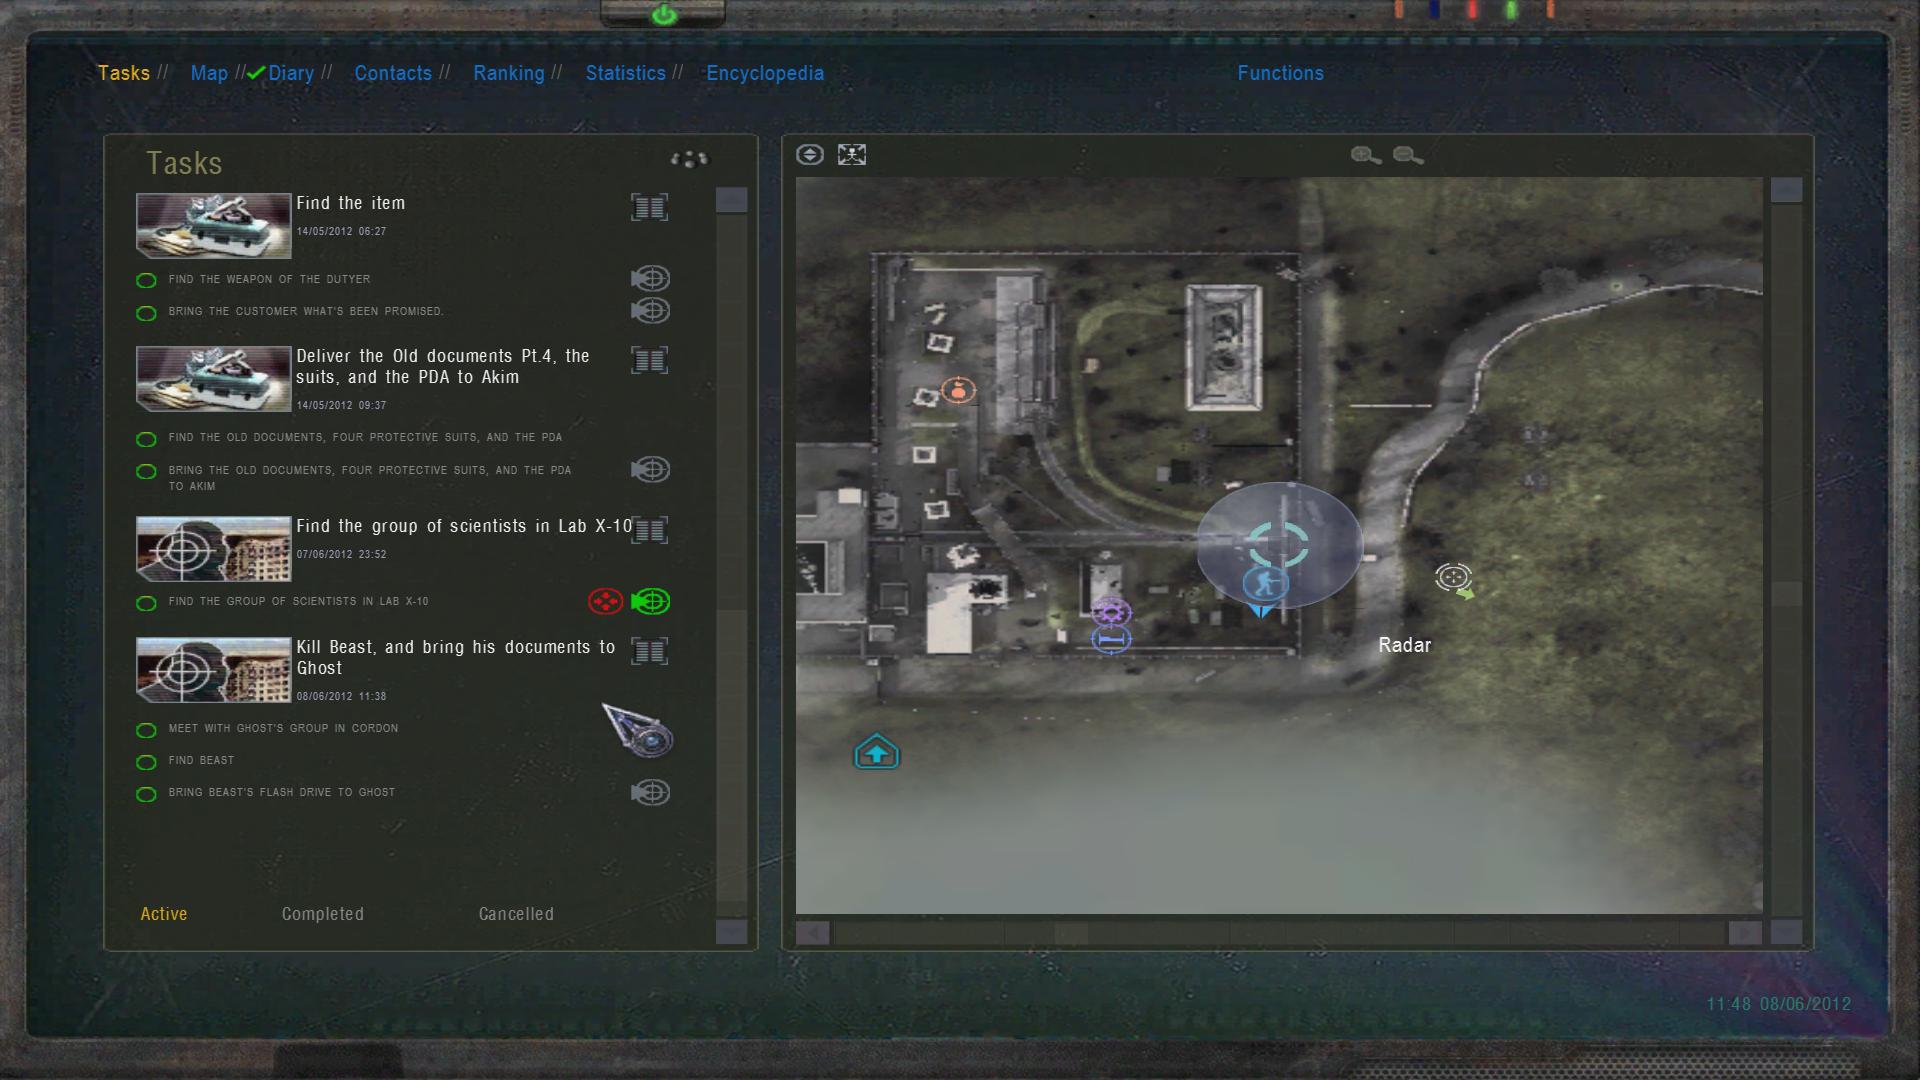 Tasks // Map // Diary // Contacts // Ranking // Statistics // Encyclopedia
Functions
Tasks
Find the item
14/05/2012 06:27
FIND THE WEAPON OF THE DUTYER
BRING THE CUSTOMER WHAT'S BEEN PROMISED.
Deliver the Old documents Pt.4, the
suits, and the PDA to Akim
14/05/2012 09:37
FIND THE OLD DOCUMENTS, FOUR PROTECTIVE SUITS, AND THE PDA
BRING THE OLD DOCUMENTS, FOUR PROTECTIVE SUITS, AND THE PDA
TO AKIM
Find the group of scientists in Lab X-10
07/06/2012 23:52
FIND THE GROUP OF SCIENTISTS IN LAB X-10
Kill Beast, and bring his documents to
Ghost
08/06/2012 11:38
MEET WITH GHOST'S GROUP IN CORDON
FIND BEAST
BRING BEAST'S FLASH DRIVE TO GHOST
Active
Completed
Cancelled
Radar
11:48 08/06/2012